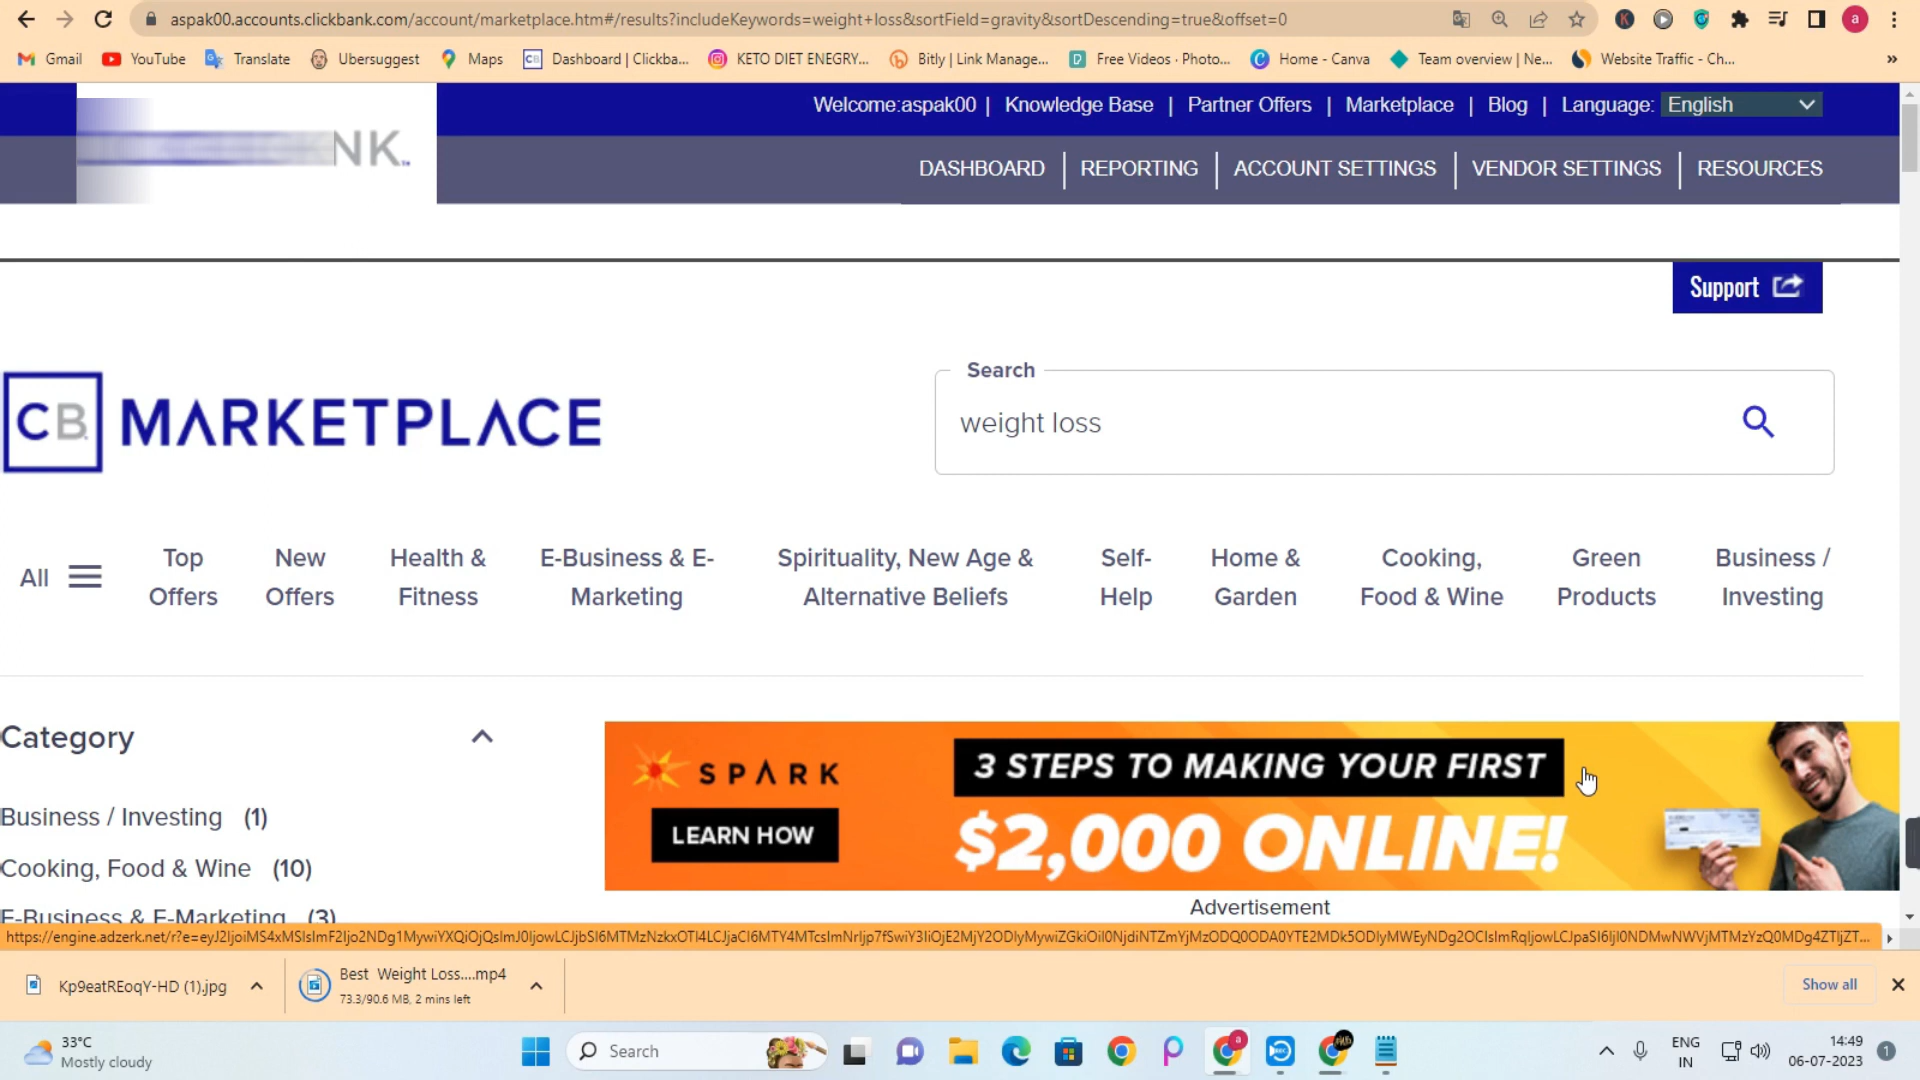 aspak00.accounts.clickbank.com/account/marketplace.htm#/results?includeKeywords=weight+loss&sortField=gravity&sortDescending=true&offset=0
K
a
Gmail YouTube Translate Ubersuggest Maps Dashboard | Clickba... KETO DIET ENEGRY... Bitly | Link Manage... Free Videos · Photo... Home - Canva Team overview | Ne... Website Traffic - Ch... »
Welcome:aspak00 | Knowledge Base | Partner Offers | Marketplace | Blog | Language: English
NK
DASHBOARD REPORTING ACCOUNT SETTINGS VENDOR SETTINGS RESOURCES
Support
Search
CB MARKETPLACE
weight loss
All
Top Offers
New Offers
Health & Fitness
E-Business & E-Marketing
Spirituality, New Age & Alternative Beliefs
Self-Help
Home & Garden
Cooking, Food & Wine
Green Products
Business / Investing
Category
Business / Investing (1)
Cooking, Food & Wine (10)
E-Business & E-Marketing (3)
SPARK
LEARN HOW
3 STEPS TO MAKING YOUR FIRST
$2,000 ONLINE!
Advertisement
Kp9eatREoqY-HD (1).jpg
Best Weight Loss....mp4
73.3/90.6 MB, 2 mins left
Show all
33°C
Mostly cloudy
Search
ENG
IN
14:49
06-07-2023
1